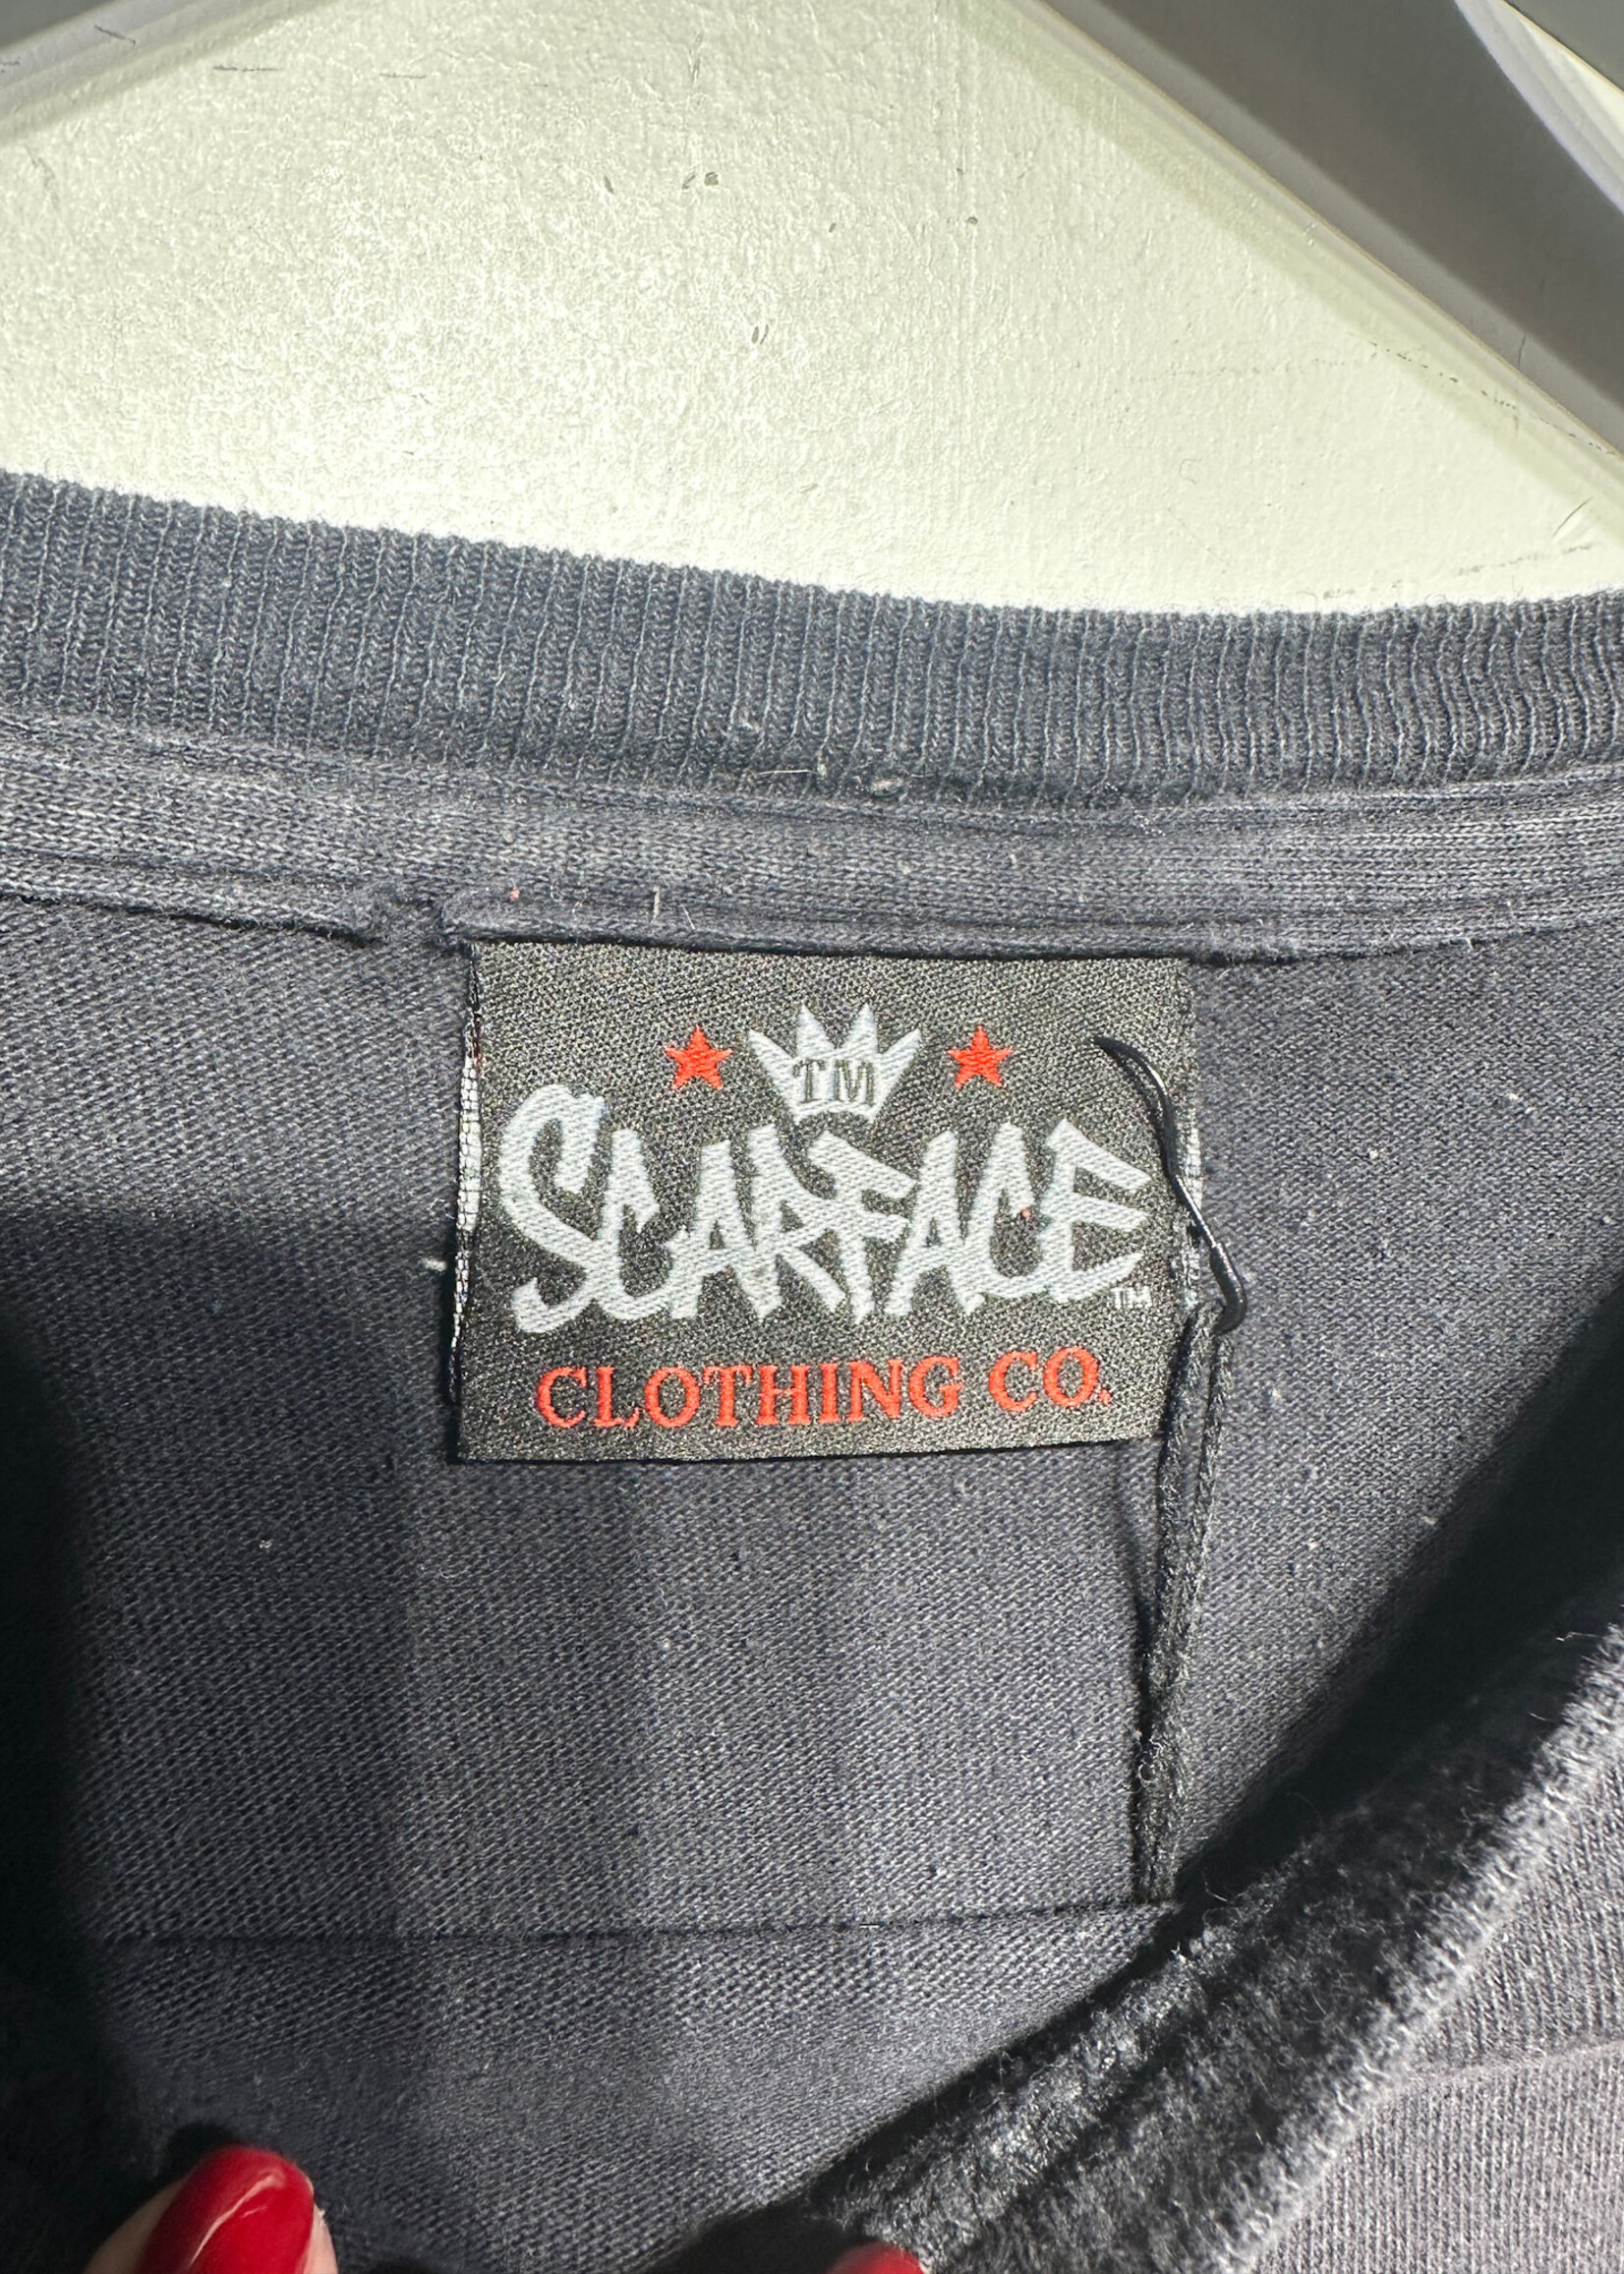 TM
SCARFACE
TM
CLOTHING CO.